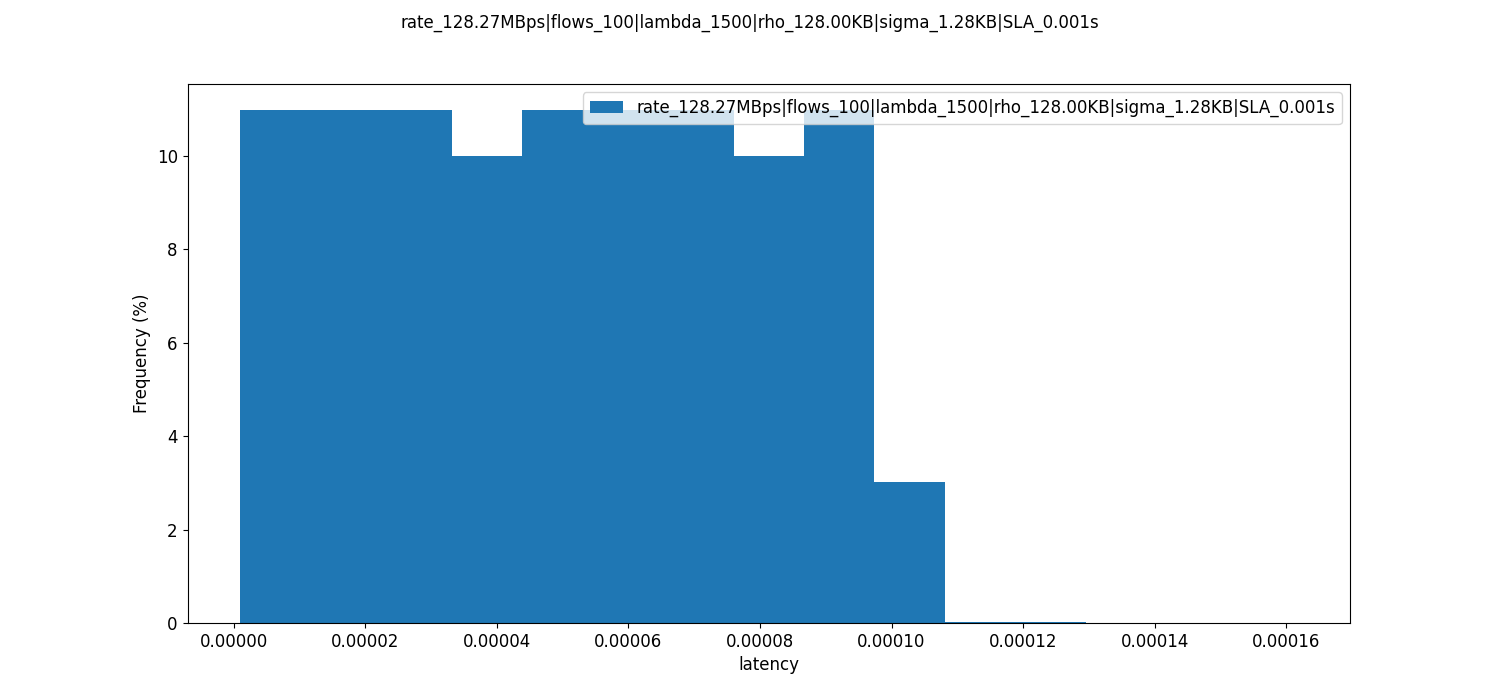 rate_128.27MBps|flows_100|lambda_1500|rho_128.00KB|sigma_1.28KB|SLA_0.001s
rate_128.27MBps|flows_100|lambda_1500|rho_128.00KB|sigma_1.28KB|SLA_0.001s
10
8
6
4
2
0
Frequency (%)
0.00000 0.00002 0.00004 0.00006 0.00008 0.00010 0.00012 0.00014 0.00016
latency